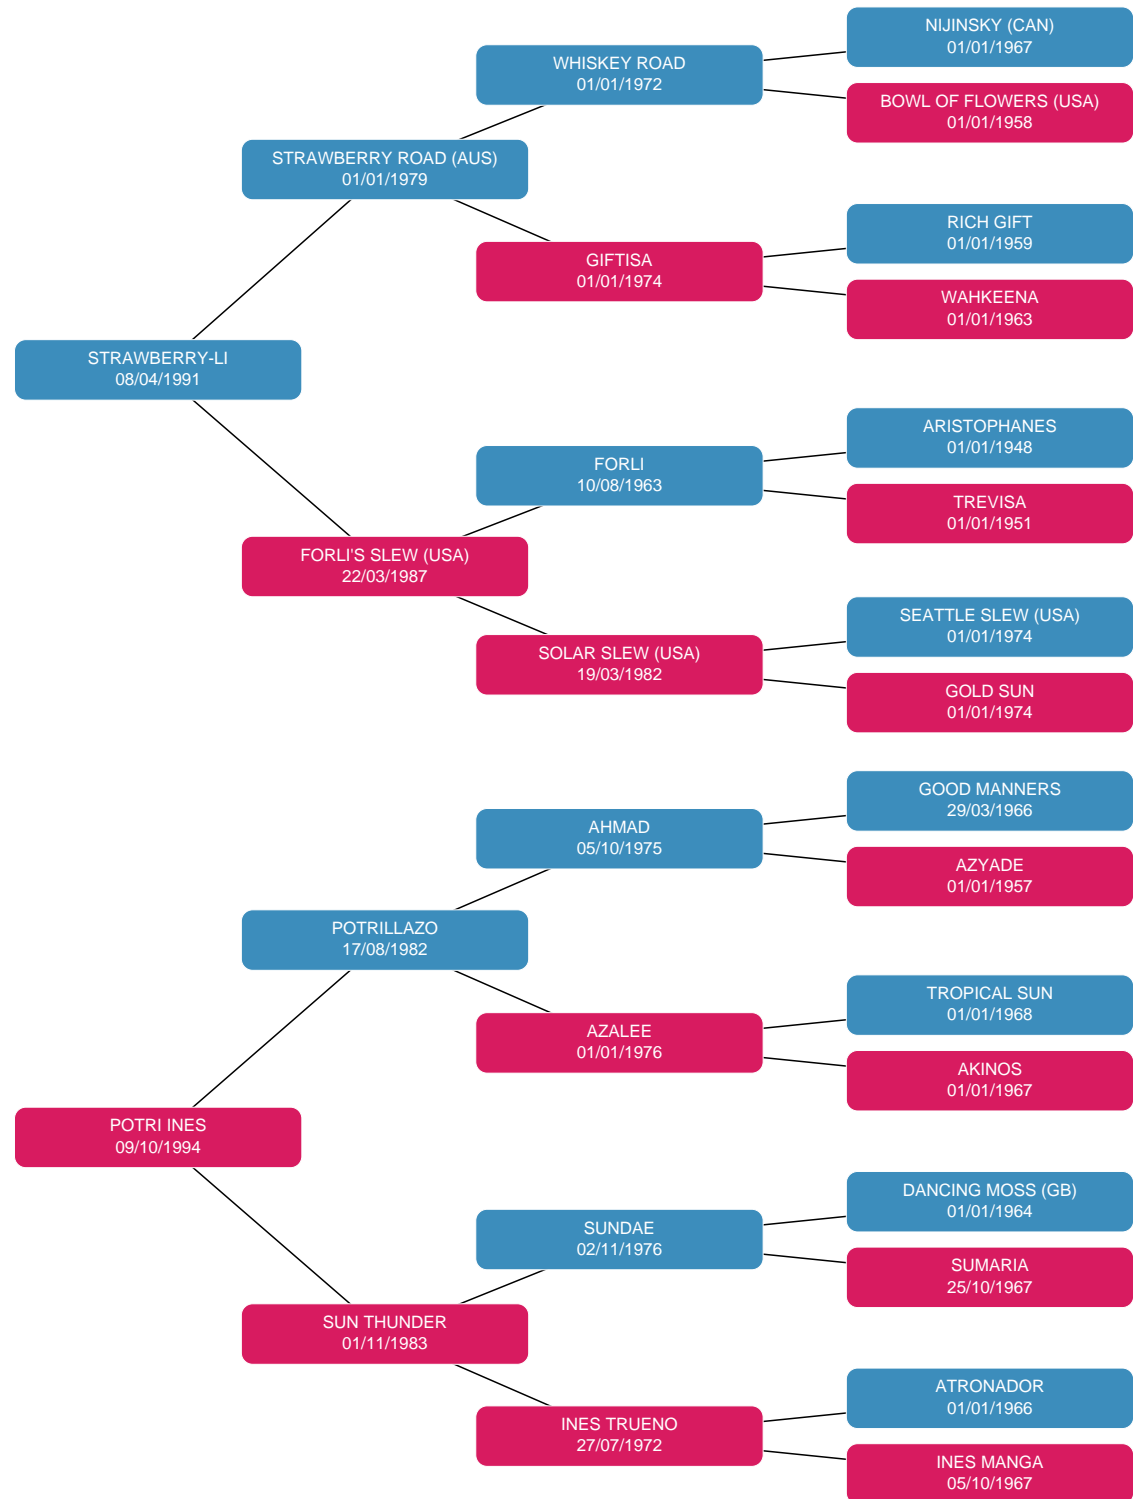 NIJINSKY (CAN)
01/01/1967
WHISKEY ROAD
01/01/1972
BOWL OF FLOWERS (USA)
01/01/1958
STRAWBERRY ROAD (AUS)
01/01/1979
RICH GIFT
01/01/1959
GIFTISA
01/01/1974
WAHKEENA
01/01/1963
STRAWBERRY-LI
08/04/1991
ARISTOPHANES
01/01/1948
FORLI
10/08/1963
TREVISA
01/01/1951
FORLI'S SLEW (USA)
22/03/1987
SEATTLE SLEW (USA)
01/01/1974
SOLAR SLEW (USA)
19/03/1982
GOLD SUN
01/01/1974
GOOD MANNERS
29/03/1966
AHMAD
05/10/1975
AZYADE
01/01/1957
POTRILLAZO
17/08/1982
TROPICAL SUN
01/01/1968
AZALEE
01/01/1976
AKINOS
01/01/1967
POTRI INES
09/10/1994
DANCING MOSS (GB)
01/01/1964
SUNDAE
02/11/1976
SUMARIA
25/10/1967
SUN THUNDER
01/11/1983
ATRONADOR
01/01/1966
INES TRUENO
27/07/1972
INES MANGA
05/10/1967